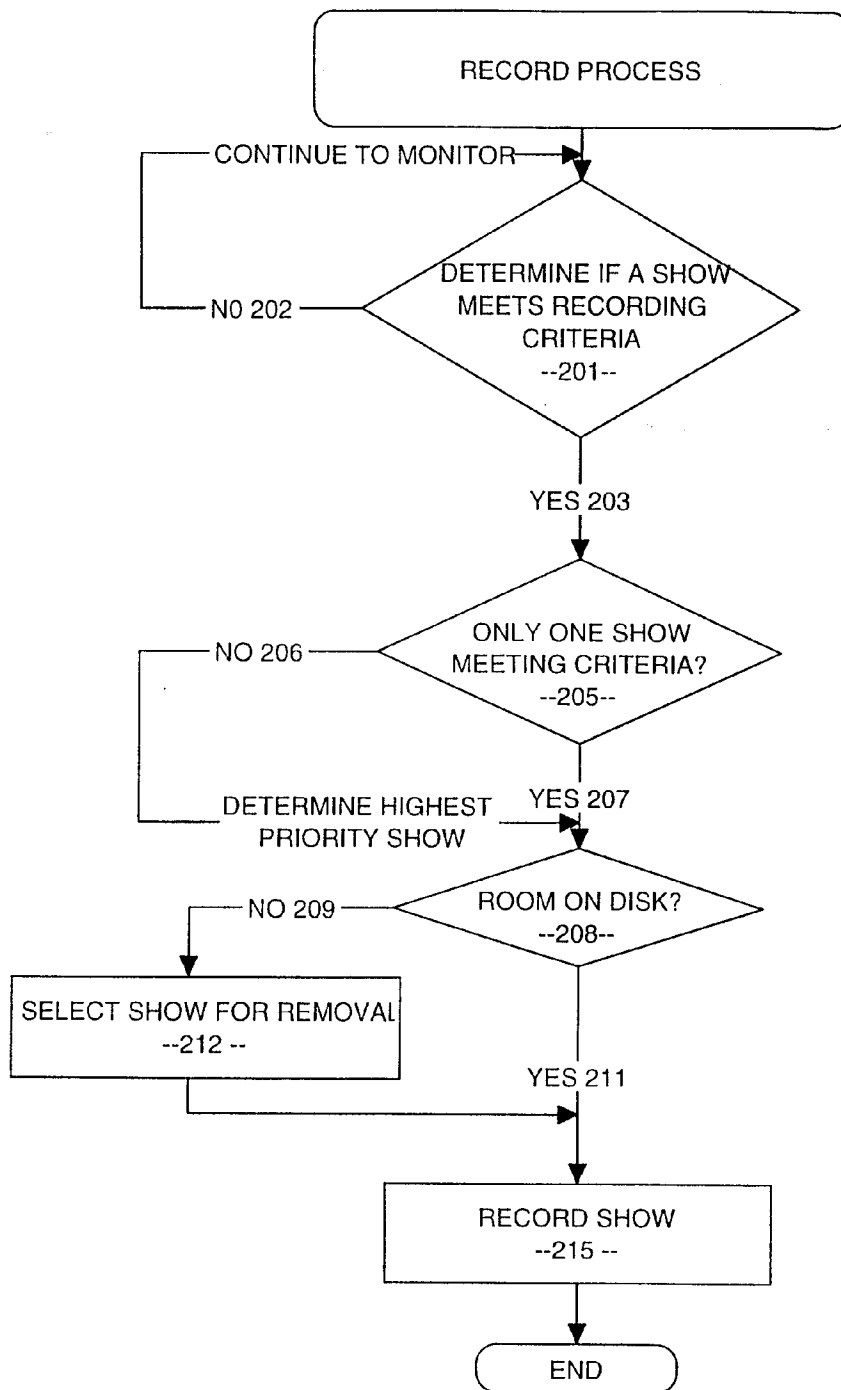 RECORD PROCESS
CONTINUE TO MONITOR
DETERMINE IF A SHOW
MEETS RECORDING
CRITERIA
--201--
N0 202
YES 203
ONLY ONE SHOW
MEETING CRITERIA?
--205--
NO 206
YES 207
DETERMINE HIGHEST
PRIORITY SHOW
ROOM ON DISK?
--208--
NO 209
SELECT SHOW FOR REMOVAL
--212 --
YES 211
RECORD SHOW
--215 --
END